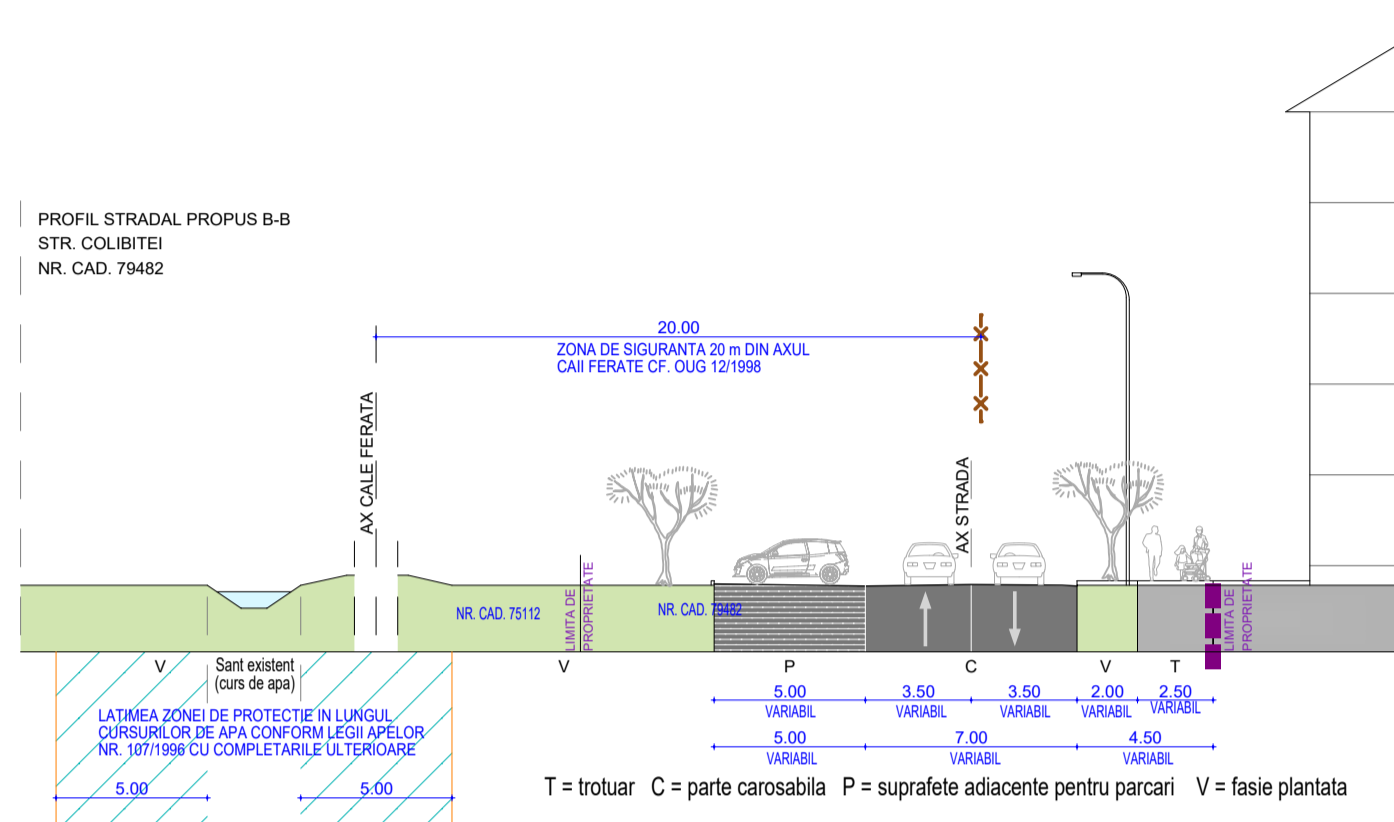 PROFIL STRADAL PROPUS B-B
STR. COLIBITEI
NR. CAD. 79482
20.00
ZONA DE SIGURANTA 20 m DIN AXUL
CAII FERATE CF. OUG 12/1998
AX CALE FERATA
AX STRADA
NR. CAD. 75112
LIMITA DE
PROPRIETATE
NR. CAD. 79482
LIMITA DE
PROPRIETATE
V
Sant existent
(curs de apa)
V
P
C
V
T
5.00
3.50
3.50
2.00
2.50
VARIABIL
VARIABIL
VARIABIL
VARIABIL
VARIABIL
LATIMEA ZONEI DE PROTECTIE IN LUNGUL
CURSURILOR DE APA CONFORM LEGII APELOR
NR. 107/1996 CU COMPLETARILE ULTERIOARE
5.00
7.00
4.50
VARIABIL
VARIABIL
VARIABIL
5.00
5.00
T = trotuar C = parte carosabila P = suprafete adiacente pentru parcari V = fasie plantata